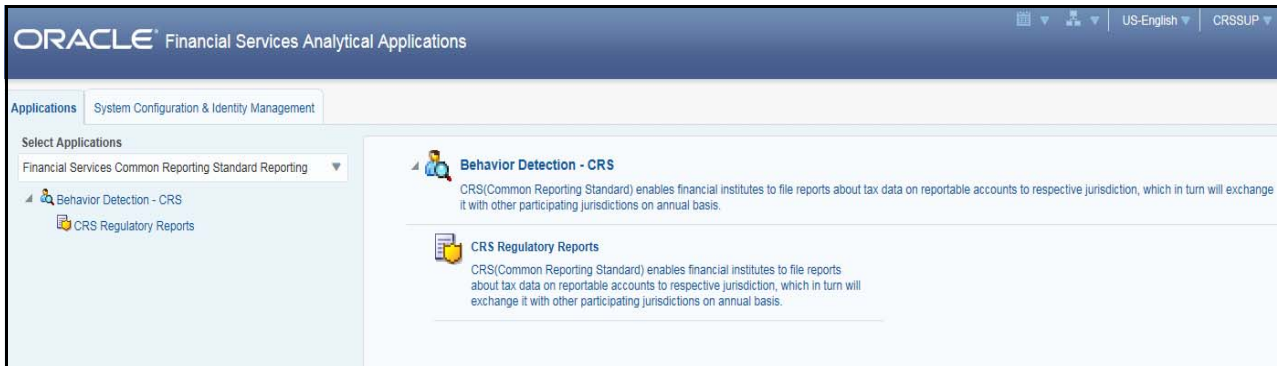 US-English CRSSUP
ORACLE® Financial Services Analytical Applications
Applications System Configuration & Identity Management
Select Applications
Financial Services Common Reporting Standard Reporting
Behavior Detection - CRS
CRS Regulatory Reports
Behavior Detection - CRS
CRS(Common Reporting Standard) enables financial institutes to file reports about tax data on reportable accounts to respective jurisdiction, which in turn will exchange
it with other participating jurisdictions on annual basis.
CRS Regulatory Reports
CRS(Common Reporting Standard) enables financial institutes to file reports
about tax data on reportable accounts to respective jurisdiction, which in turn will
exchange it with other participating jurisdictions on annual basis.